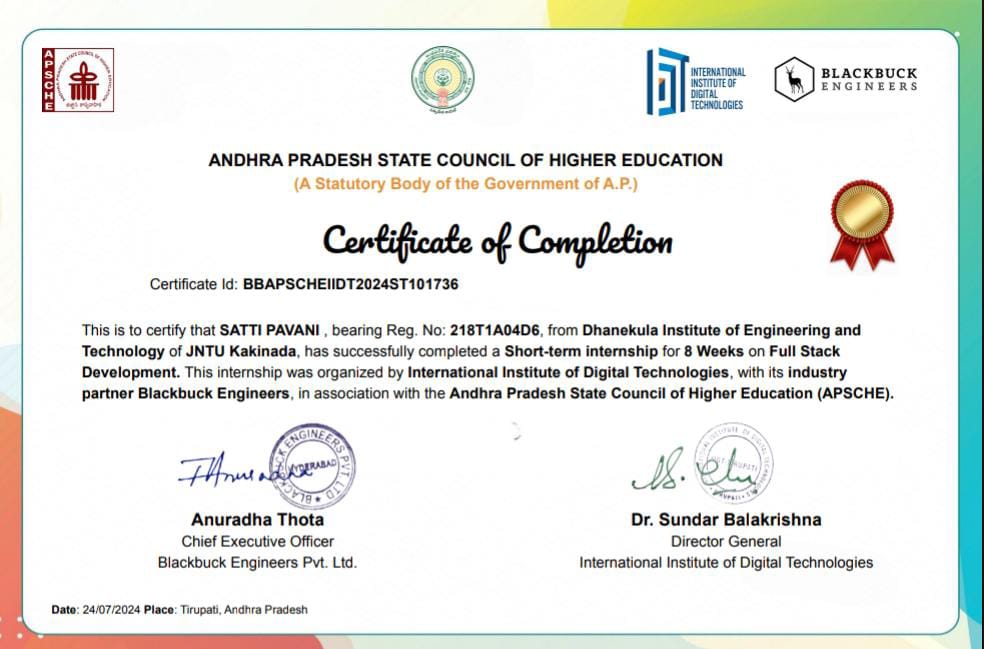 APSCHE
INTERNATIONAL
INSTITUTE OF
DIGITAL
TECHNOLOGIES
BLACKBUCK
ENGINEERS
ANDHRA PRADESH STATE COUNCIL OF HIGHER EDUCATION
(A Statutory Body of the Government of A.P.)
Certificate of Completion
Certificate Id: BBAPSCHEIIDT2024ST101736
This is to certify that SATTI PAVANI , bearing Reg. No: 218T1A04D6, from Dhanekula Institute of Engineering and
Technology of JNTU Kakinada, has successfully completed a Short-term internship for 8 Weeks on Full Stack
Development. This internship was organized by International Institute of Digital Technologies, with its industry
partner Blackbuck Engineers, in association with the Andhra Pradesh State Council of Higher Education (APSCHE).
BLACKBUCK ENGINEERS PVT. LTD
HYDERABAD
Anuradha Thota
Chief Executive Officer
Blackbuck Engineers Pvt. Ltd.
Dr. Sundar Balakrishna
Director General
International Institute of Digital Technologies
Date: 24/07/2024 Place: Tirupati, Andhra Pradesh